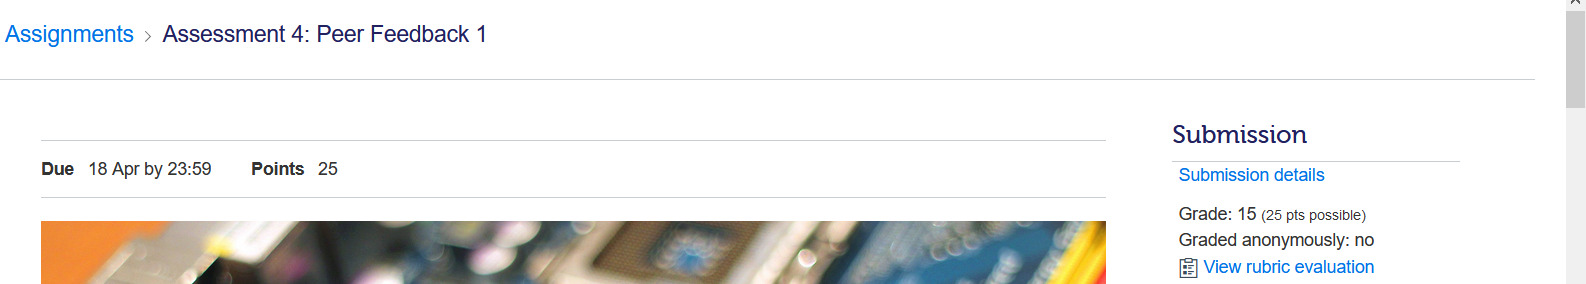 Assignments > Assessment 4: Peer Feedback 1
Due 18 Apr by 23:59 Points 25
Submission
Submission details
Grade: 15 (25 pts possible)
Graded anonymously: no
View rubric evaluation